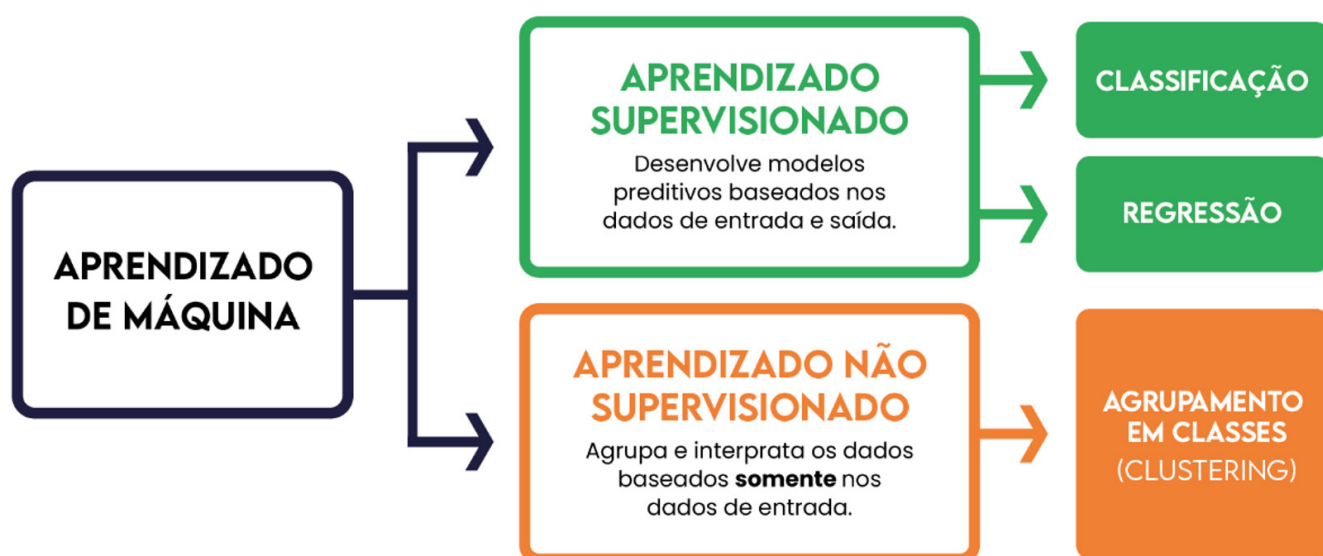 APRENDIZADO
DE MÁQUINA
APRENDIZADO
SUPERVISIONADO
Desenvolve modelos
preditivos baseados nos
dados de entrada e saída.
CLASSIFICAÇÃO
REGRESSÃO
APRENDIZADO NÃO
SUPERVISIONADO
Agrupa e interprata os dados
baseados somente nos
dados de entrada.
AGRUPAMENTO
EM CLASSES
(CLUSTERING)